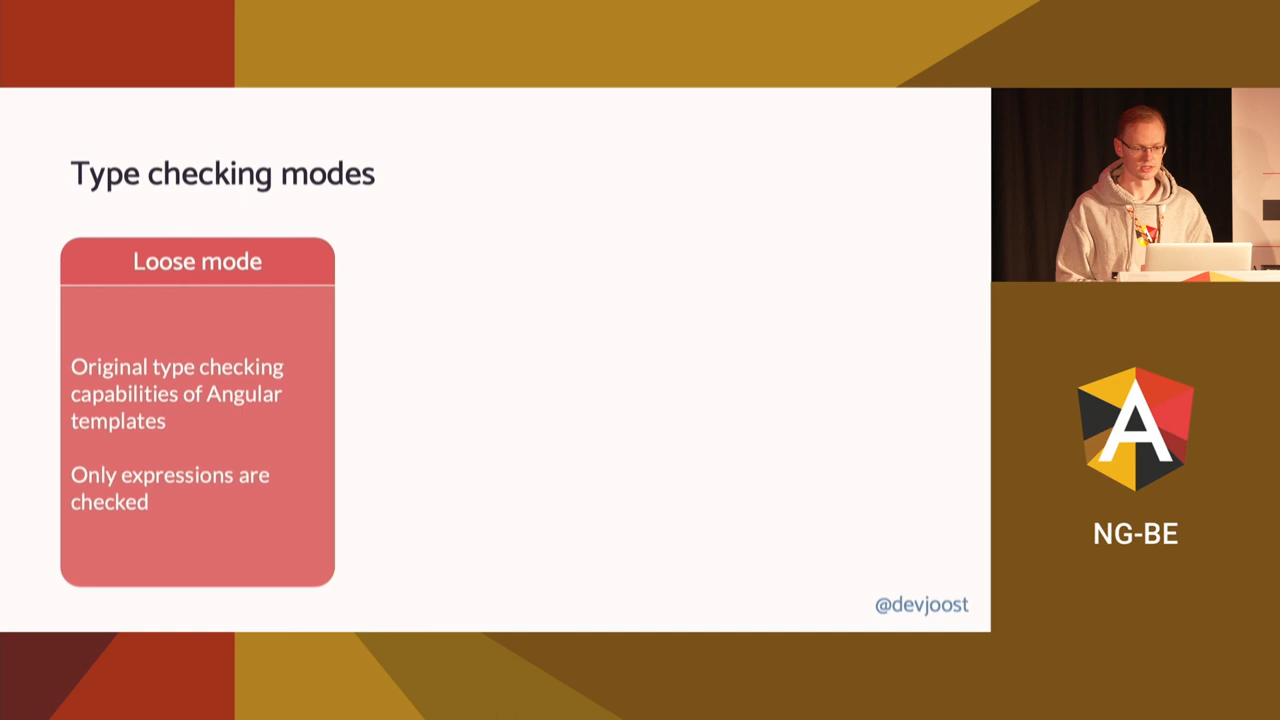 Type checking modes
Loose mode
Original type checking
capabilities of Angular
templates
Only expressions are
checked
@devjoost
A
NG-BE